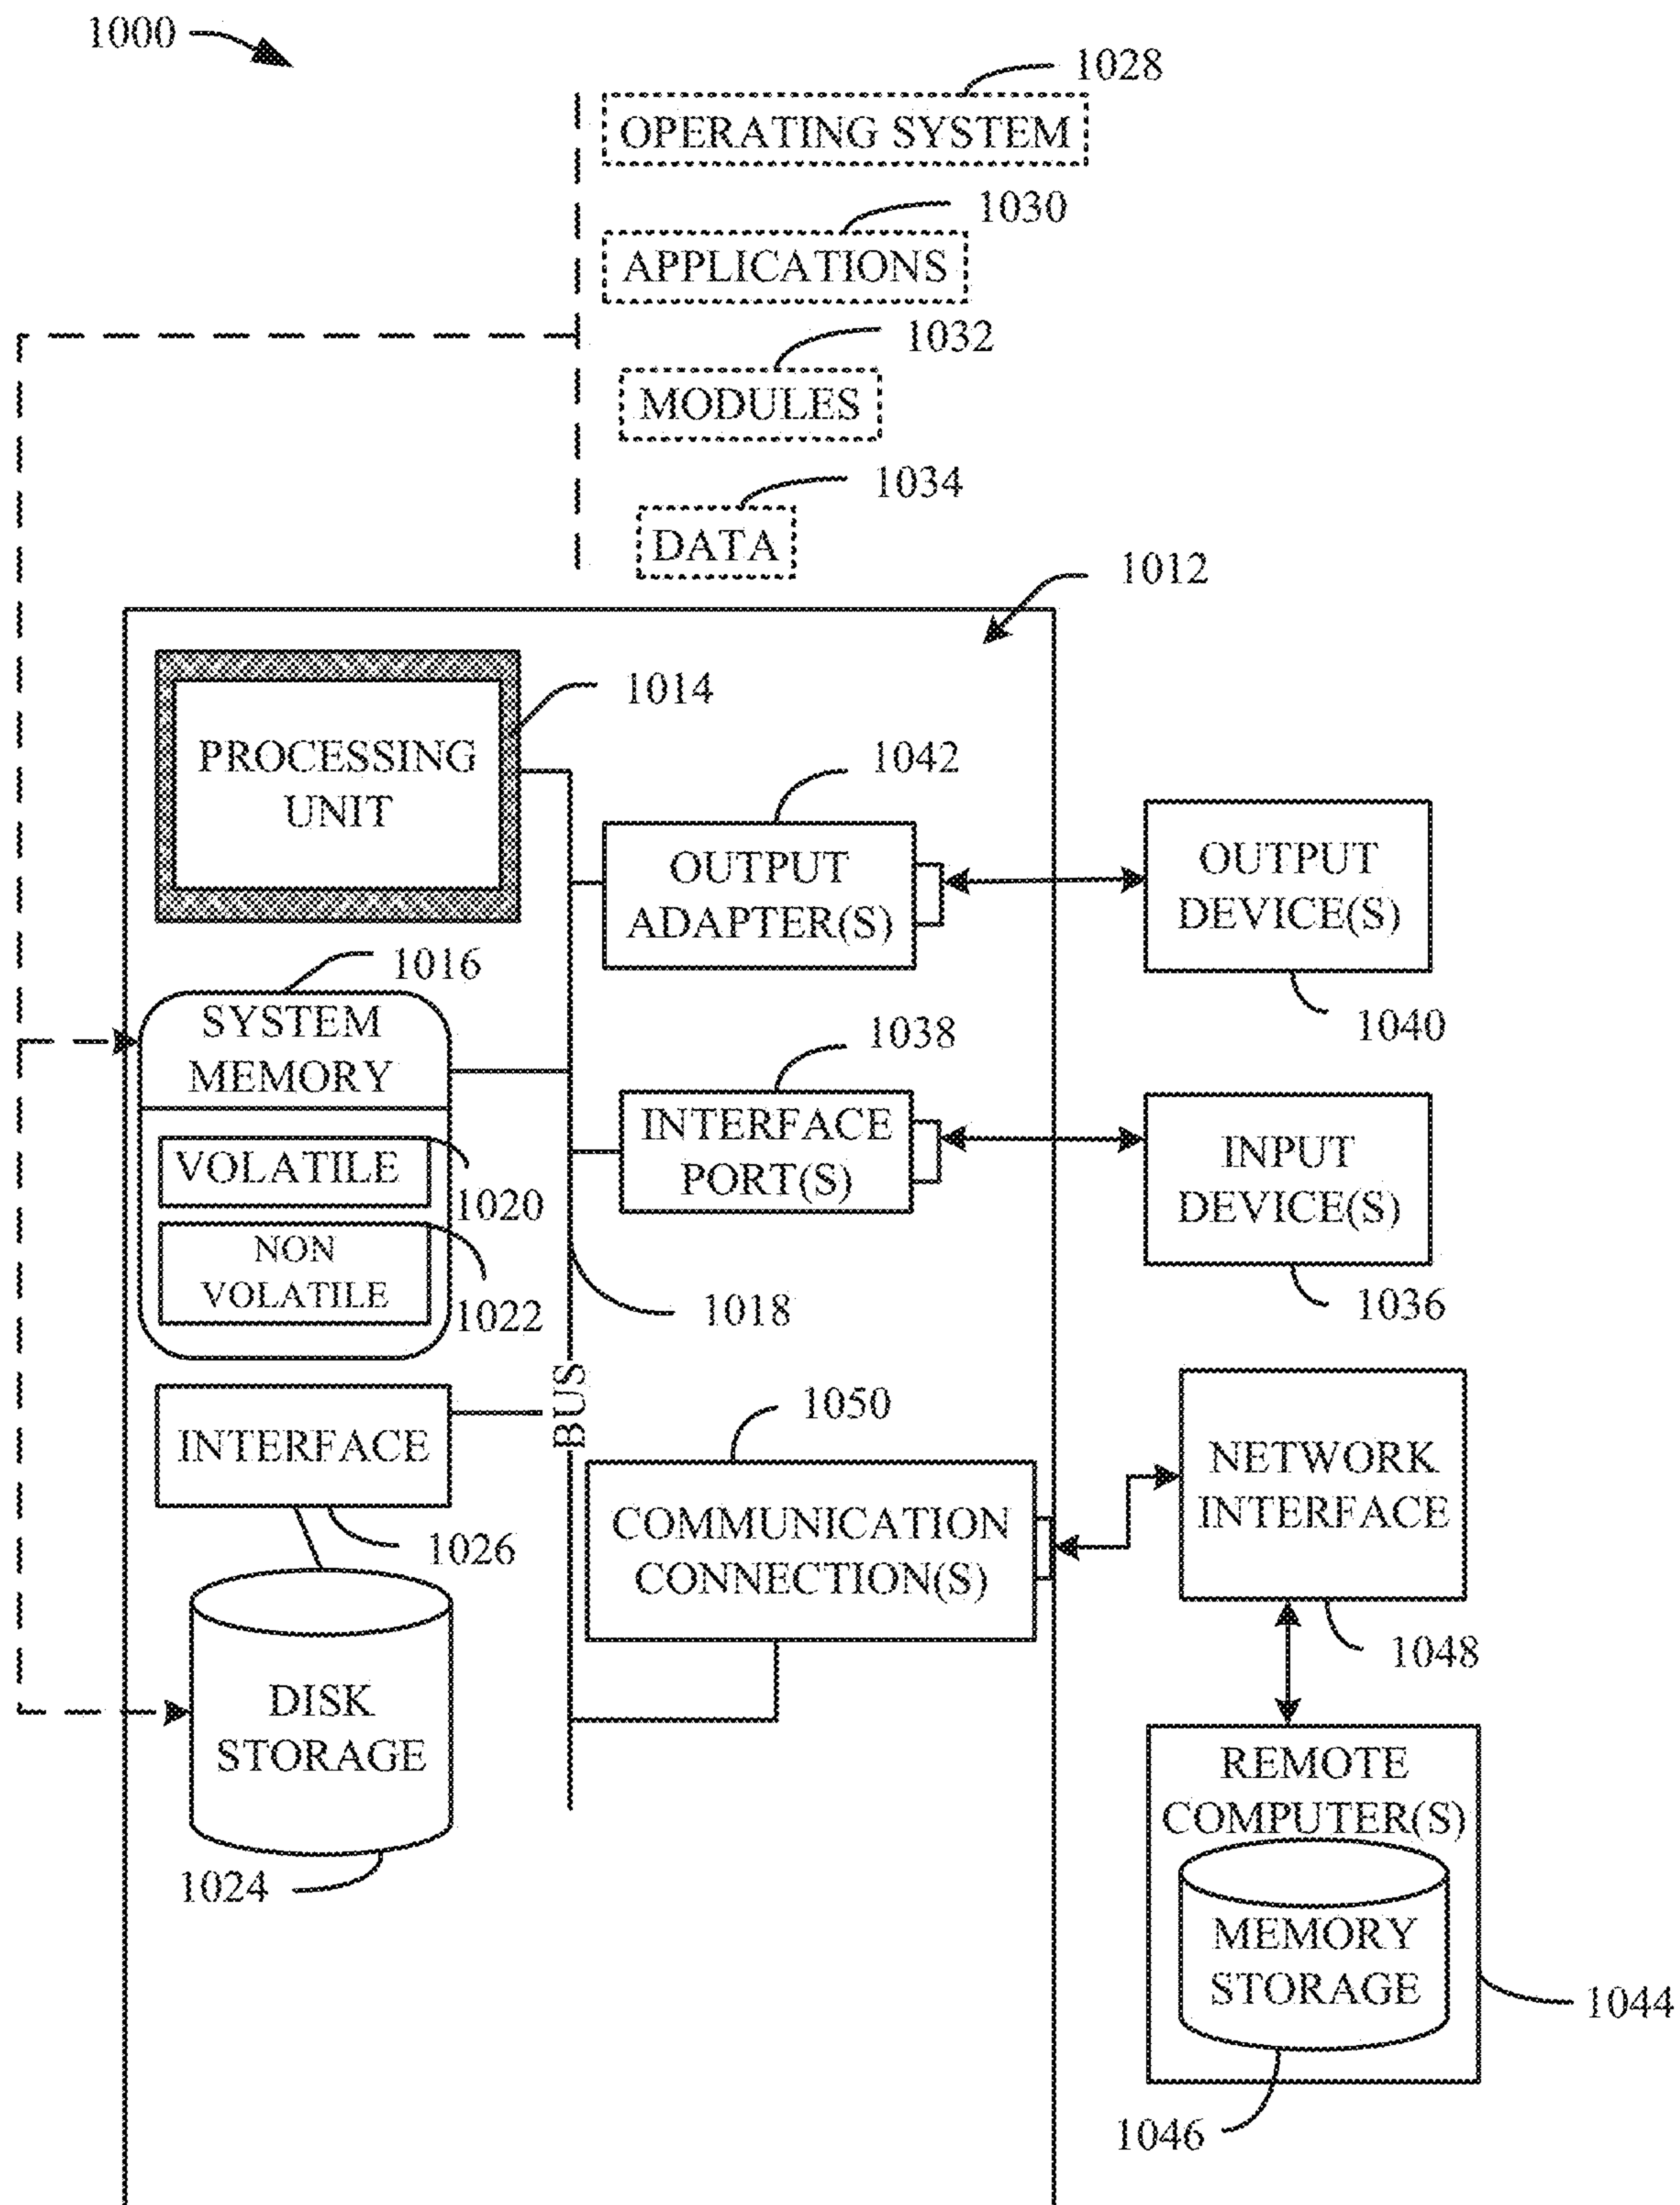 1000
1028
OPERATING SYSTEM
1030
APPLICATIONS
1032
MODULES
1034
DATA
1012
1014
PROCESSING
UNIT
1042
OUTPUT
ADAPTER(S)
OUTPUT
DEVICE(S)
1040
1016
SYSTEM
MEMORY
VOLATILE
1020
NON
VOLATILE
1022
1038
INTERFACE
PORT(S)
INPUT
DEVICE(S)
1036
1018
BUS
INTERFACE
1026
1050
COMMUNICATION
CONNECTION(S)
NETWORK
INTERFACE
1048
DISK
STORAGE
1024
REMOTE
COMPUTER(S)
MEMORY
STORAGE
1044
1046